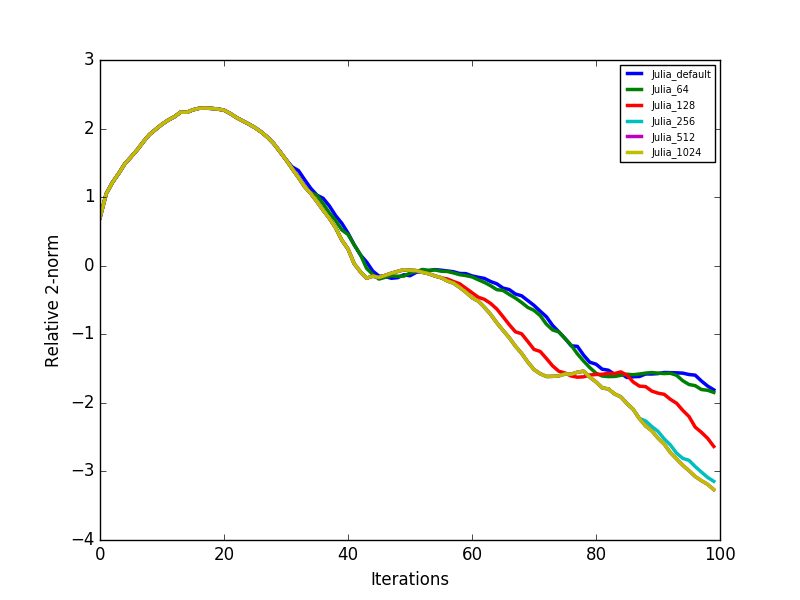 3
2
1
0
−1
−2
−3
−4
0 20 40 60 80 100
Relative 2-norm
Iterations
Julia_default
Julia_64
Julia_128
Julia_256
Julia_512
Julia_1024